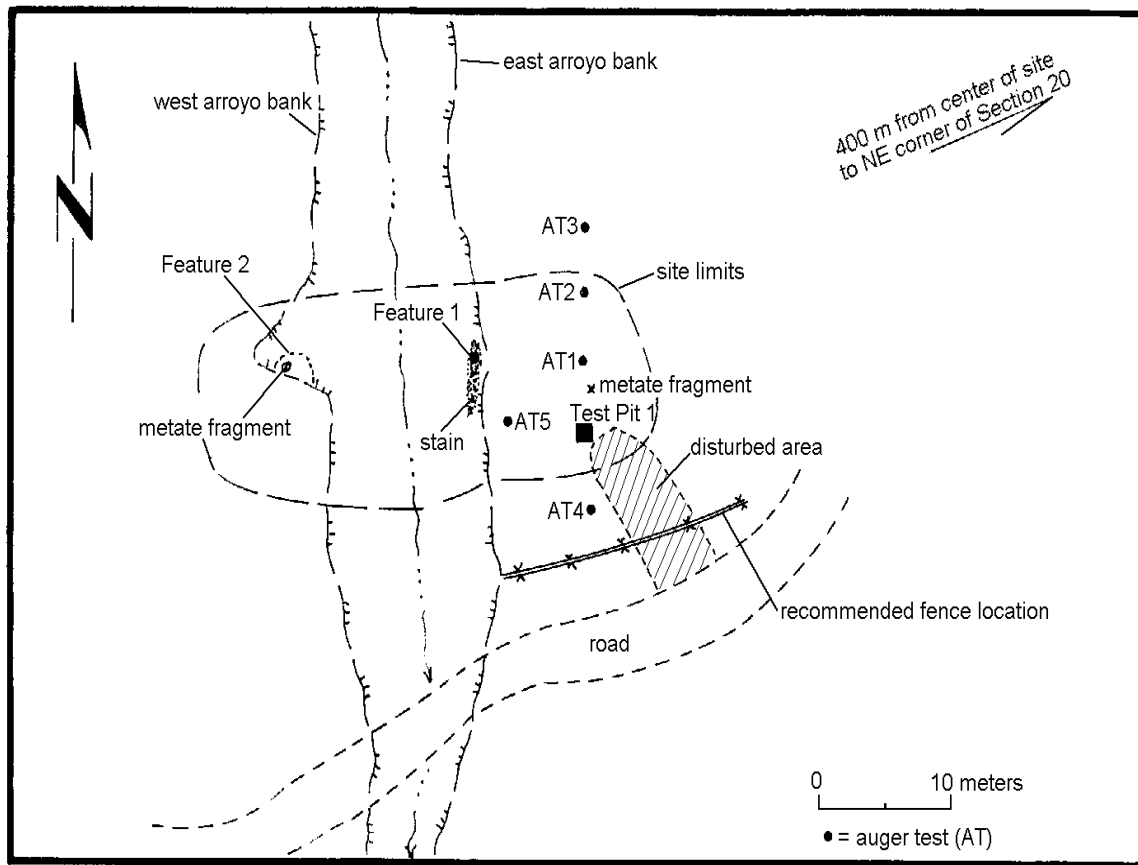 east arroyo bank
west arroyo bank
400 m from center of site
to NE corner of Section 20
N
AT3
Feature 2
site limits
AT2
Feature 1
AT1
metate fragment
Test Pit 1
metate fragment
AT5
stain
disturbed area
AT4
recommended fence location
road
0 10 meters
= auger test (AT)